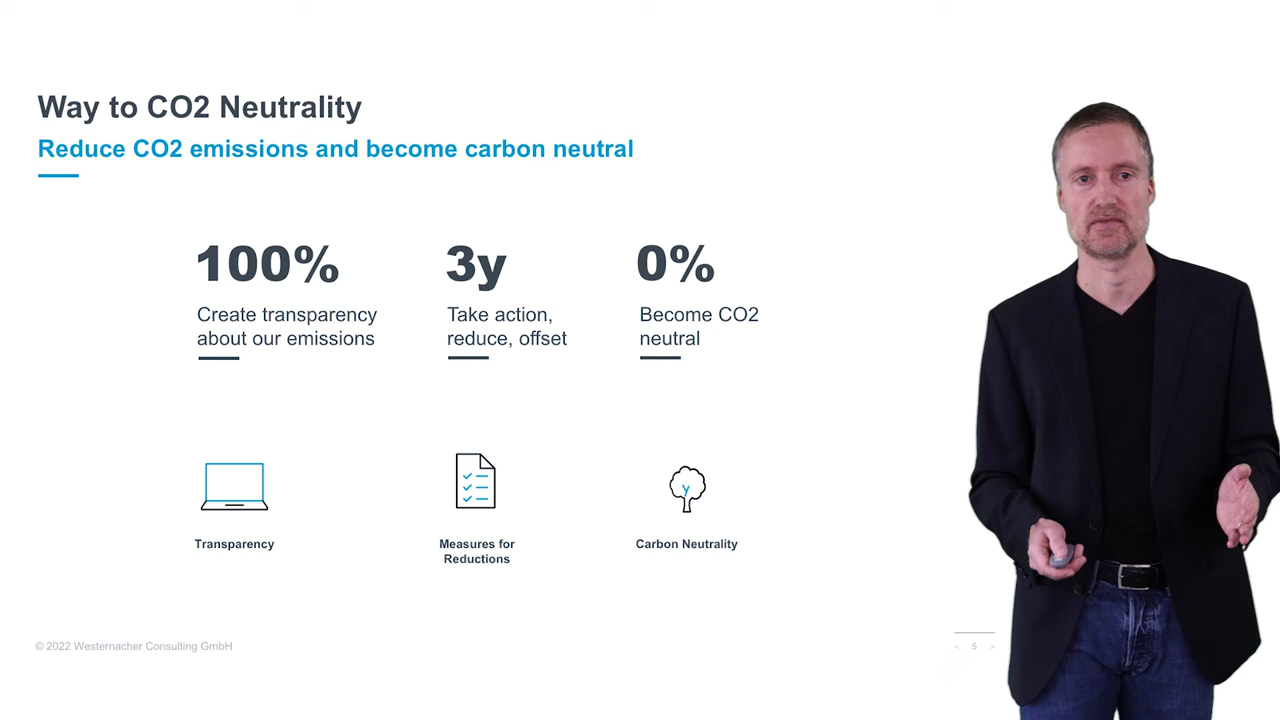 Way to CO2 Neutrality
Reduce CO2 emissions and become carbon neutral
100%
Create transparency
about our emissions
3y
Take action,
reduce, offset
0%
Become CO2
neutral
Transparency
Measures for
Reductions
Carbon Neutrality
© 2022 Westernacher Consulting GmbH
< 5 >